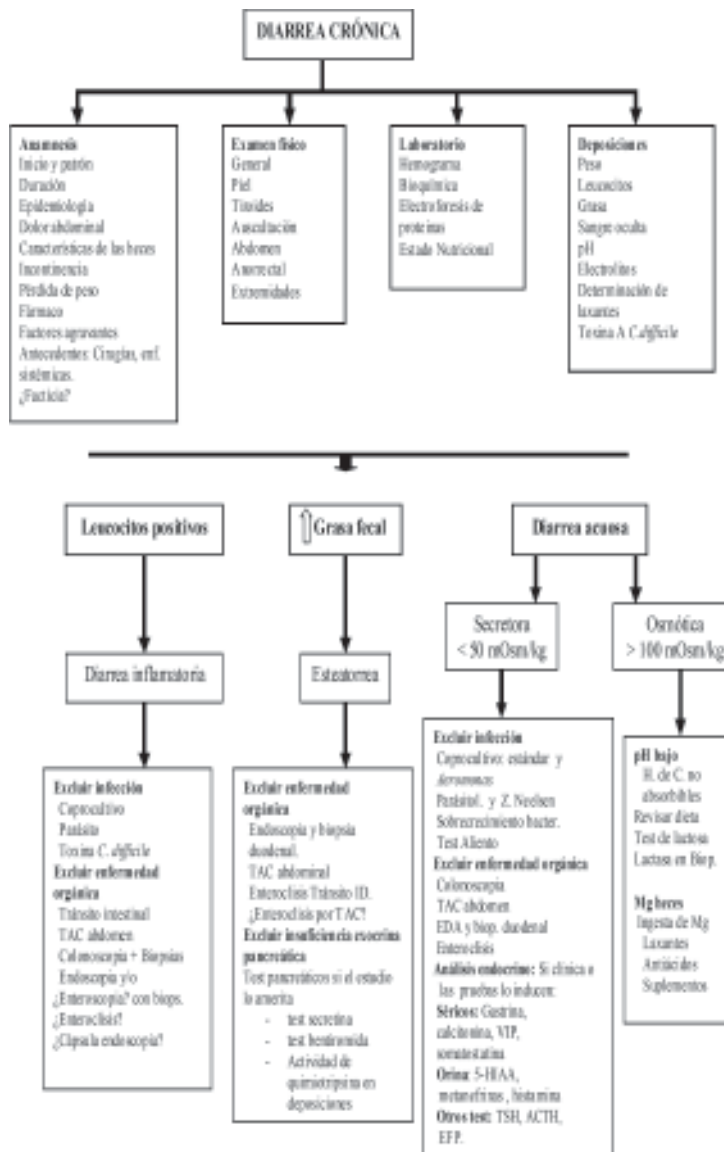 DIARREA CRÓNICA
Anamnesis
Inicio y patrón
Duración
Epidemiología
Dolor abdominal
Características de las heces
Incontinencia
Pérdida de peso
Fármaco
Factores agravantes
Antecedentes: Cirugías, enf.
sistémicas.
¿Facticia?
Examen físico
General
Piel
Tiroides
Auscultación
Abdomen
Anorrectal
Extremidades
Laboratorio
Hemograma
Bioquímica
Electroforesis de
proteínas
Estado Nutricional
Deposiciones
Peso
Leucocitos
Grasa
Sangre oculta
pH
Electrolitos
Determinación de
laxantes
Toxina A C.difficile
Leucocitos positivos
Diarrea inflamatoria
Excluir infección
Coprocultivo
Parásito
Toxina C. difficile
Excluir enfermedad
orgánica
Tránsito intestinal
TAC abdomen
Colonoscopia + Biopsias
Endoscopia y/o
¿Enteroscopia? con biops.
¿Enteroclisis?
¿Cápsula endoscopia?
⇧ Grasa fecal
Esteatorrea
Excluir enfermedad
orgánica
Endoscopia y biopsia
duodenal.
TAC abdominal
Enteroclisis Tránsito ID.
¿Enteroclisis por TAC?
Excluir insuficiencia exocrina
pancreática
Test pancreáticos si el estudio
lo amerita
- test secretina
- test bentiromida
- Actividad de
quimiotripsina en
deposiciones
Diarrea acuosa
Secretora
< 50 mOsm/kg
Excluir infección
Coprocultivo: estándar y
Aeromonas
Parásitol. y Z. Neelsen
Sobrecrecimiento bacter.
Test Aliento
Excluir enfermedad orgánica
Colonoscopia
TAC abdomen
EDA y biop. duodenal
Enteroclisis
Análisis endocrino: Si clínica o
las pruebas lo inducen:
Séricos: Gastrina,
calcitonina, VIP,
somatostatina
Orina: 5-HIAA,
metanefrinas, histamina
Otros test: TSH, ACTH,
EFP.
Osmótica
> 100 mOsm/kg
pH bajo
H. de C. no
absorbibles
Revisar dieta
Test de lactosa
Lactasa en Biop.
Mg heces
Ingesta de Mg
Laxantes
Antiácidos
Suplementos